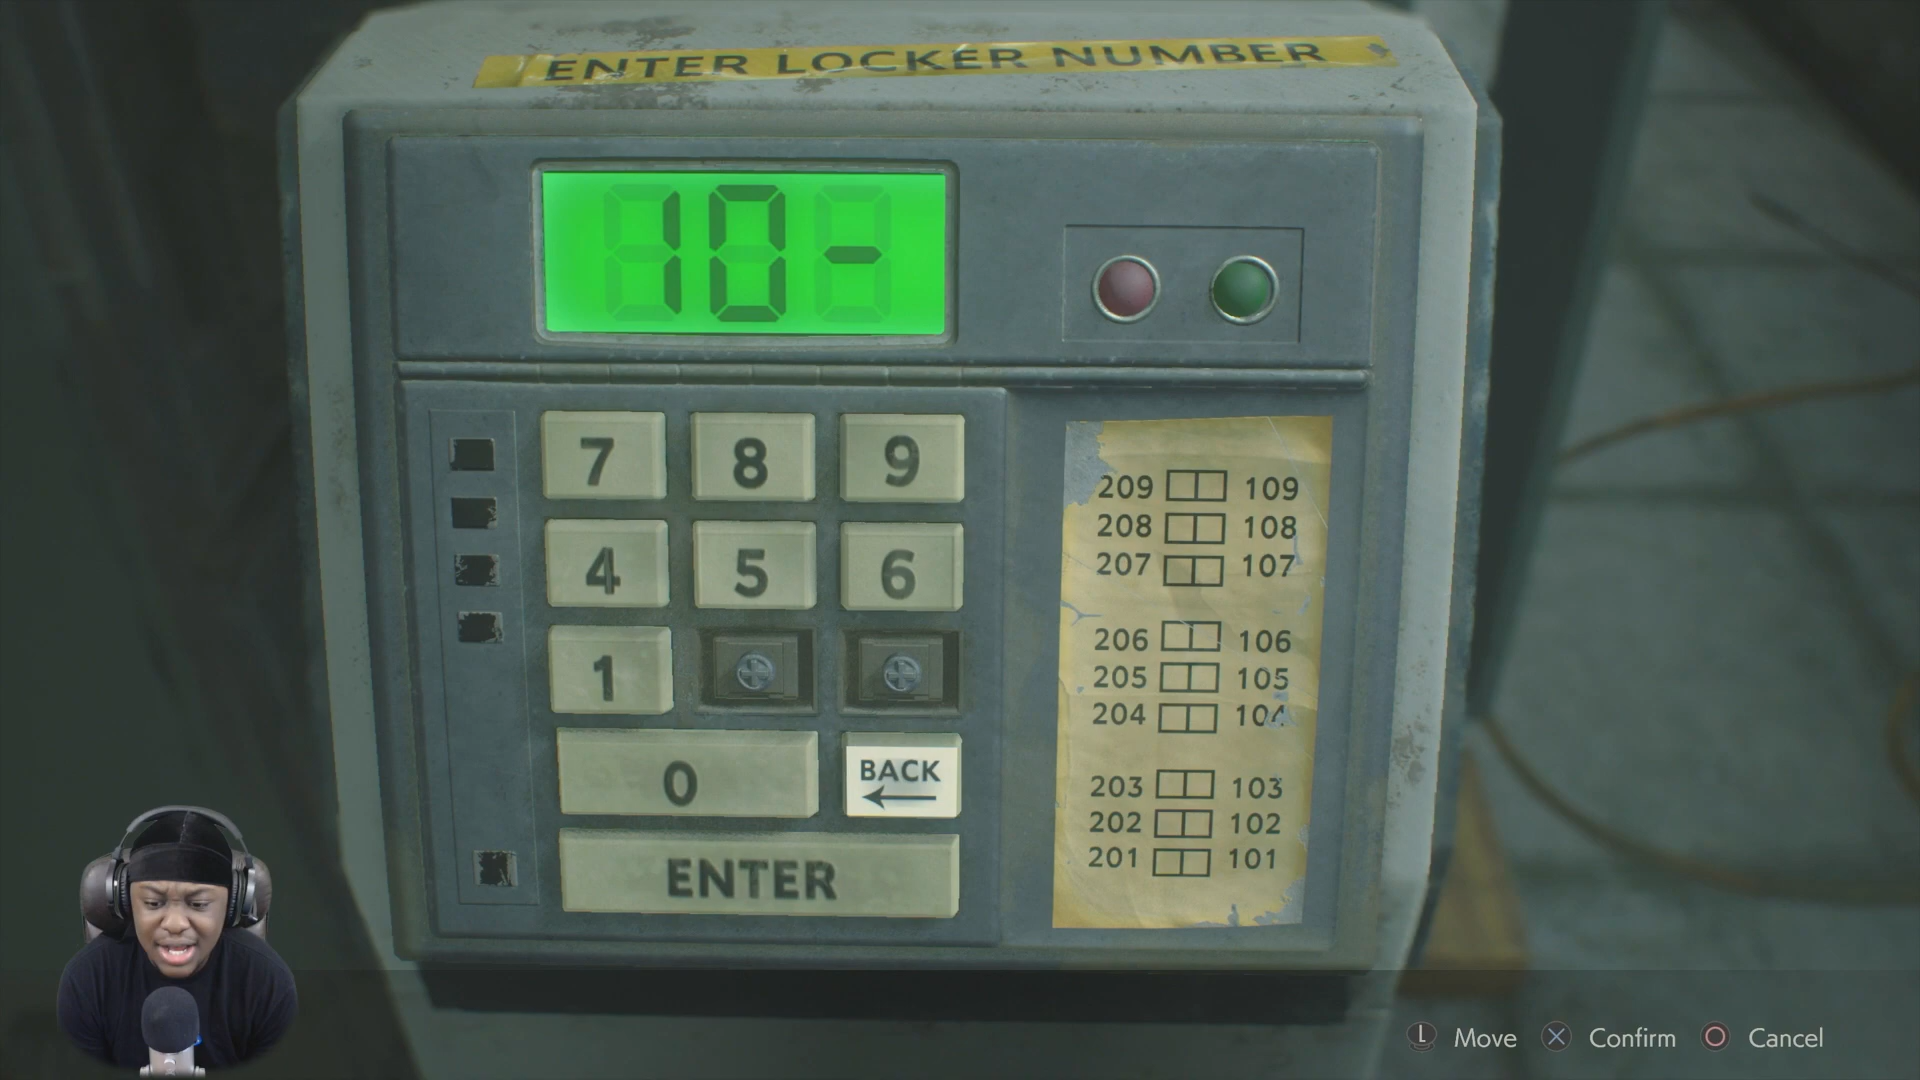 ENTER LOCKER NUMBER
10-
7 8 9
4 5 6
1
0 BACK
ENTER
209 109
208 108
207 107
206 106
205 105
204 104
203 103
202 102
201 101
L Move Confirm Cancel